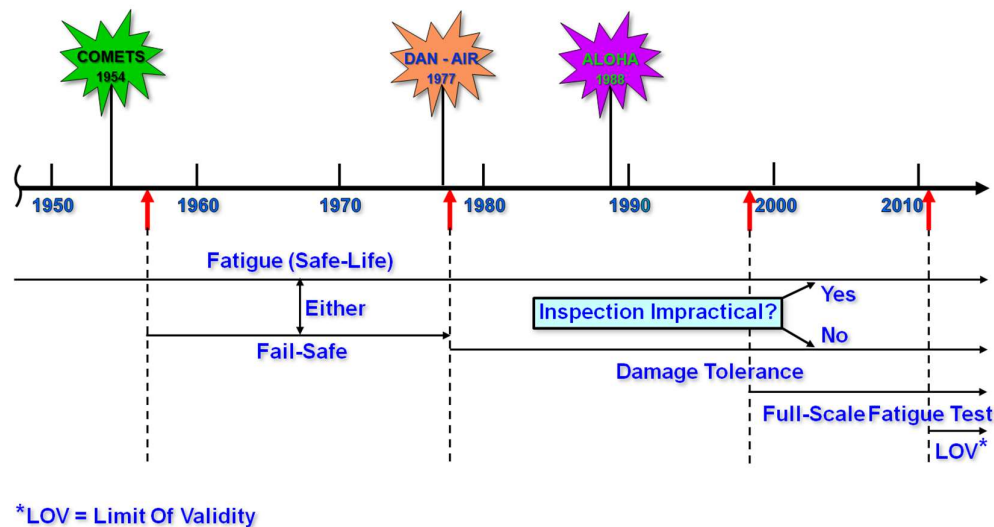 COMETS
1954
DAN - AIR
1977
ALOHA
1988
1950
1960
1970
1980
1990
2000
2010
Fatigue (Safe-Life)
Either
Fail-Safe
Inspection Impractical?
Yes
No
Damage Tolerance
Full-Scale Fatigue Test
LOV*
*LOV = Limit Of Validity